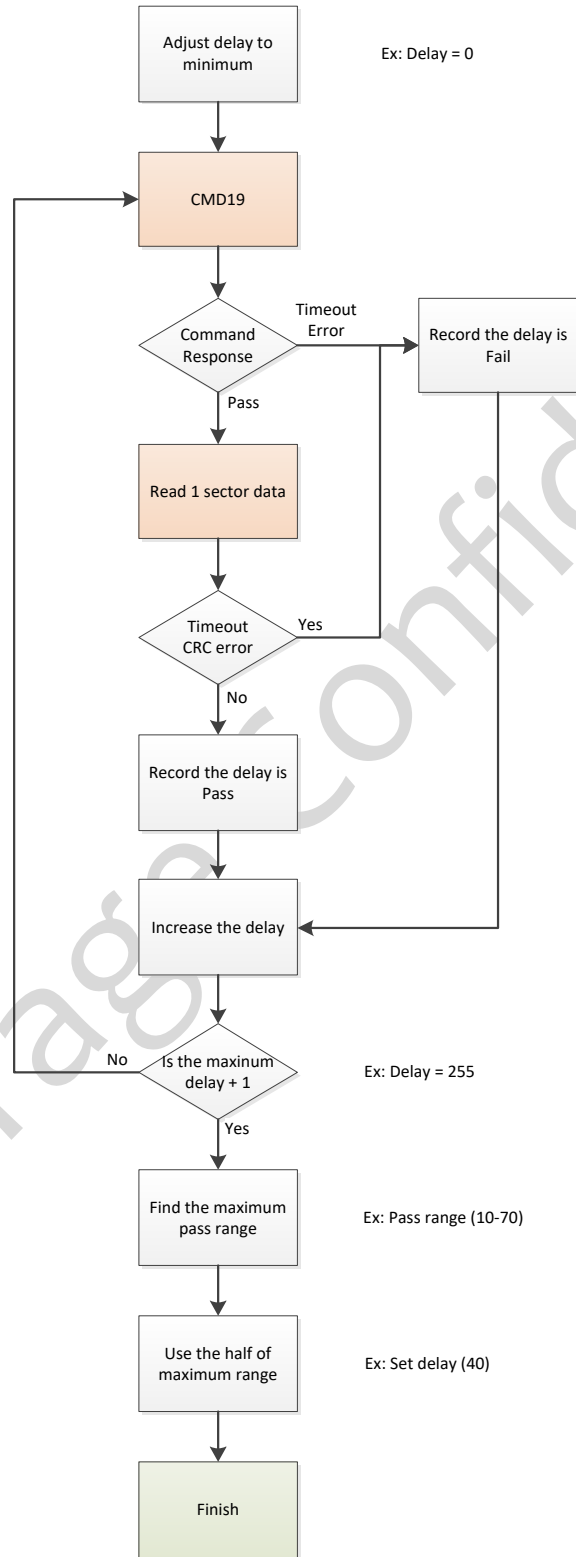 Adjust delay to
minimum
Ex: Delay = 0
CMD19
Command
Response
Timeout
Error
Record the delay is
Fail
Pass
Read 1 sector data
Timeout
CRC error
Yes
No
Record the delay is
Pass
Increase the delay
Is the maxinum
delay + 1
No
Ex: Delay = 255
Yes
Find the maximum
pass range
Ex: Pass range (10-70)
Use the half of
maximum range
Ex: Set delay (40)
Finish